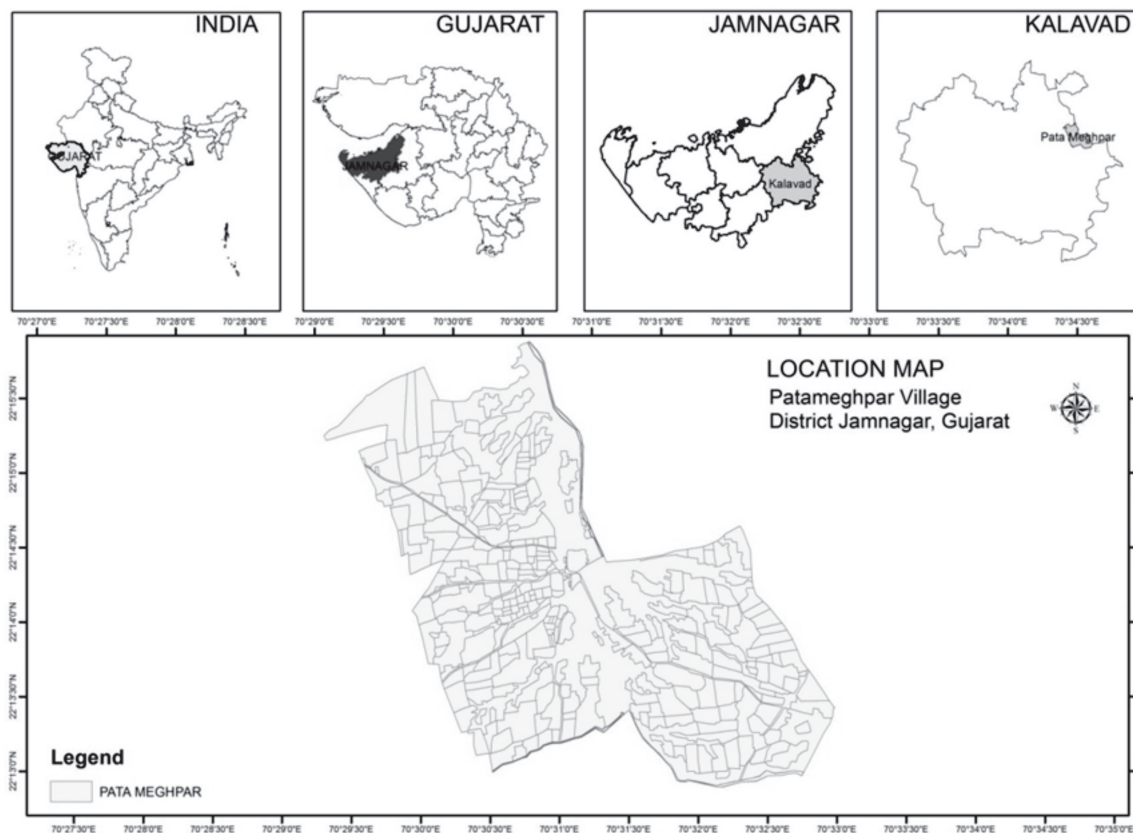 INDIA
GUJARAT
JAMNAGAR
KALAVAD
GUJARAT
JAMNAGAR
Kalavad
Pata Meghpar
70°27'0"E 70°27'30"E 70°28'0"E 70°28'30"E 70°29'0"E 70°29'30"E 70°30'0"E 70°30'30"E 70°31'0"E 70°31'30"E 70°32'0"E 70°32'30"E 70°33'0"E 70°33'30"E 70°34'0"E 70°34'30"E
LOCATION MAP
Patameghpar Village
District Jamnagar, Gujarat
N
W E
S
22°15'30"N
22°15'0"N
22°14'30"N
22°14'0"N
22°13'30"N
22°13'0"N
Legend
PATA MEGHPAR
70°27'30"E 70°28'0"E 70°28'30"E 70°29'0"E 70°29'30"E 70°30'0"E 70°30'30"E 70°31'0"E 70°31'30"E 70°32'0"E 70°32'30"E 70°33'0"E 70°33'30"E 70°34'0"E 70°34'30"E 70°35'0"E